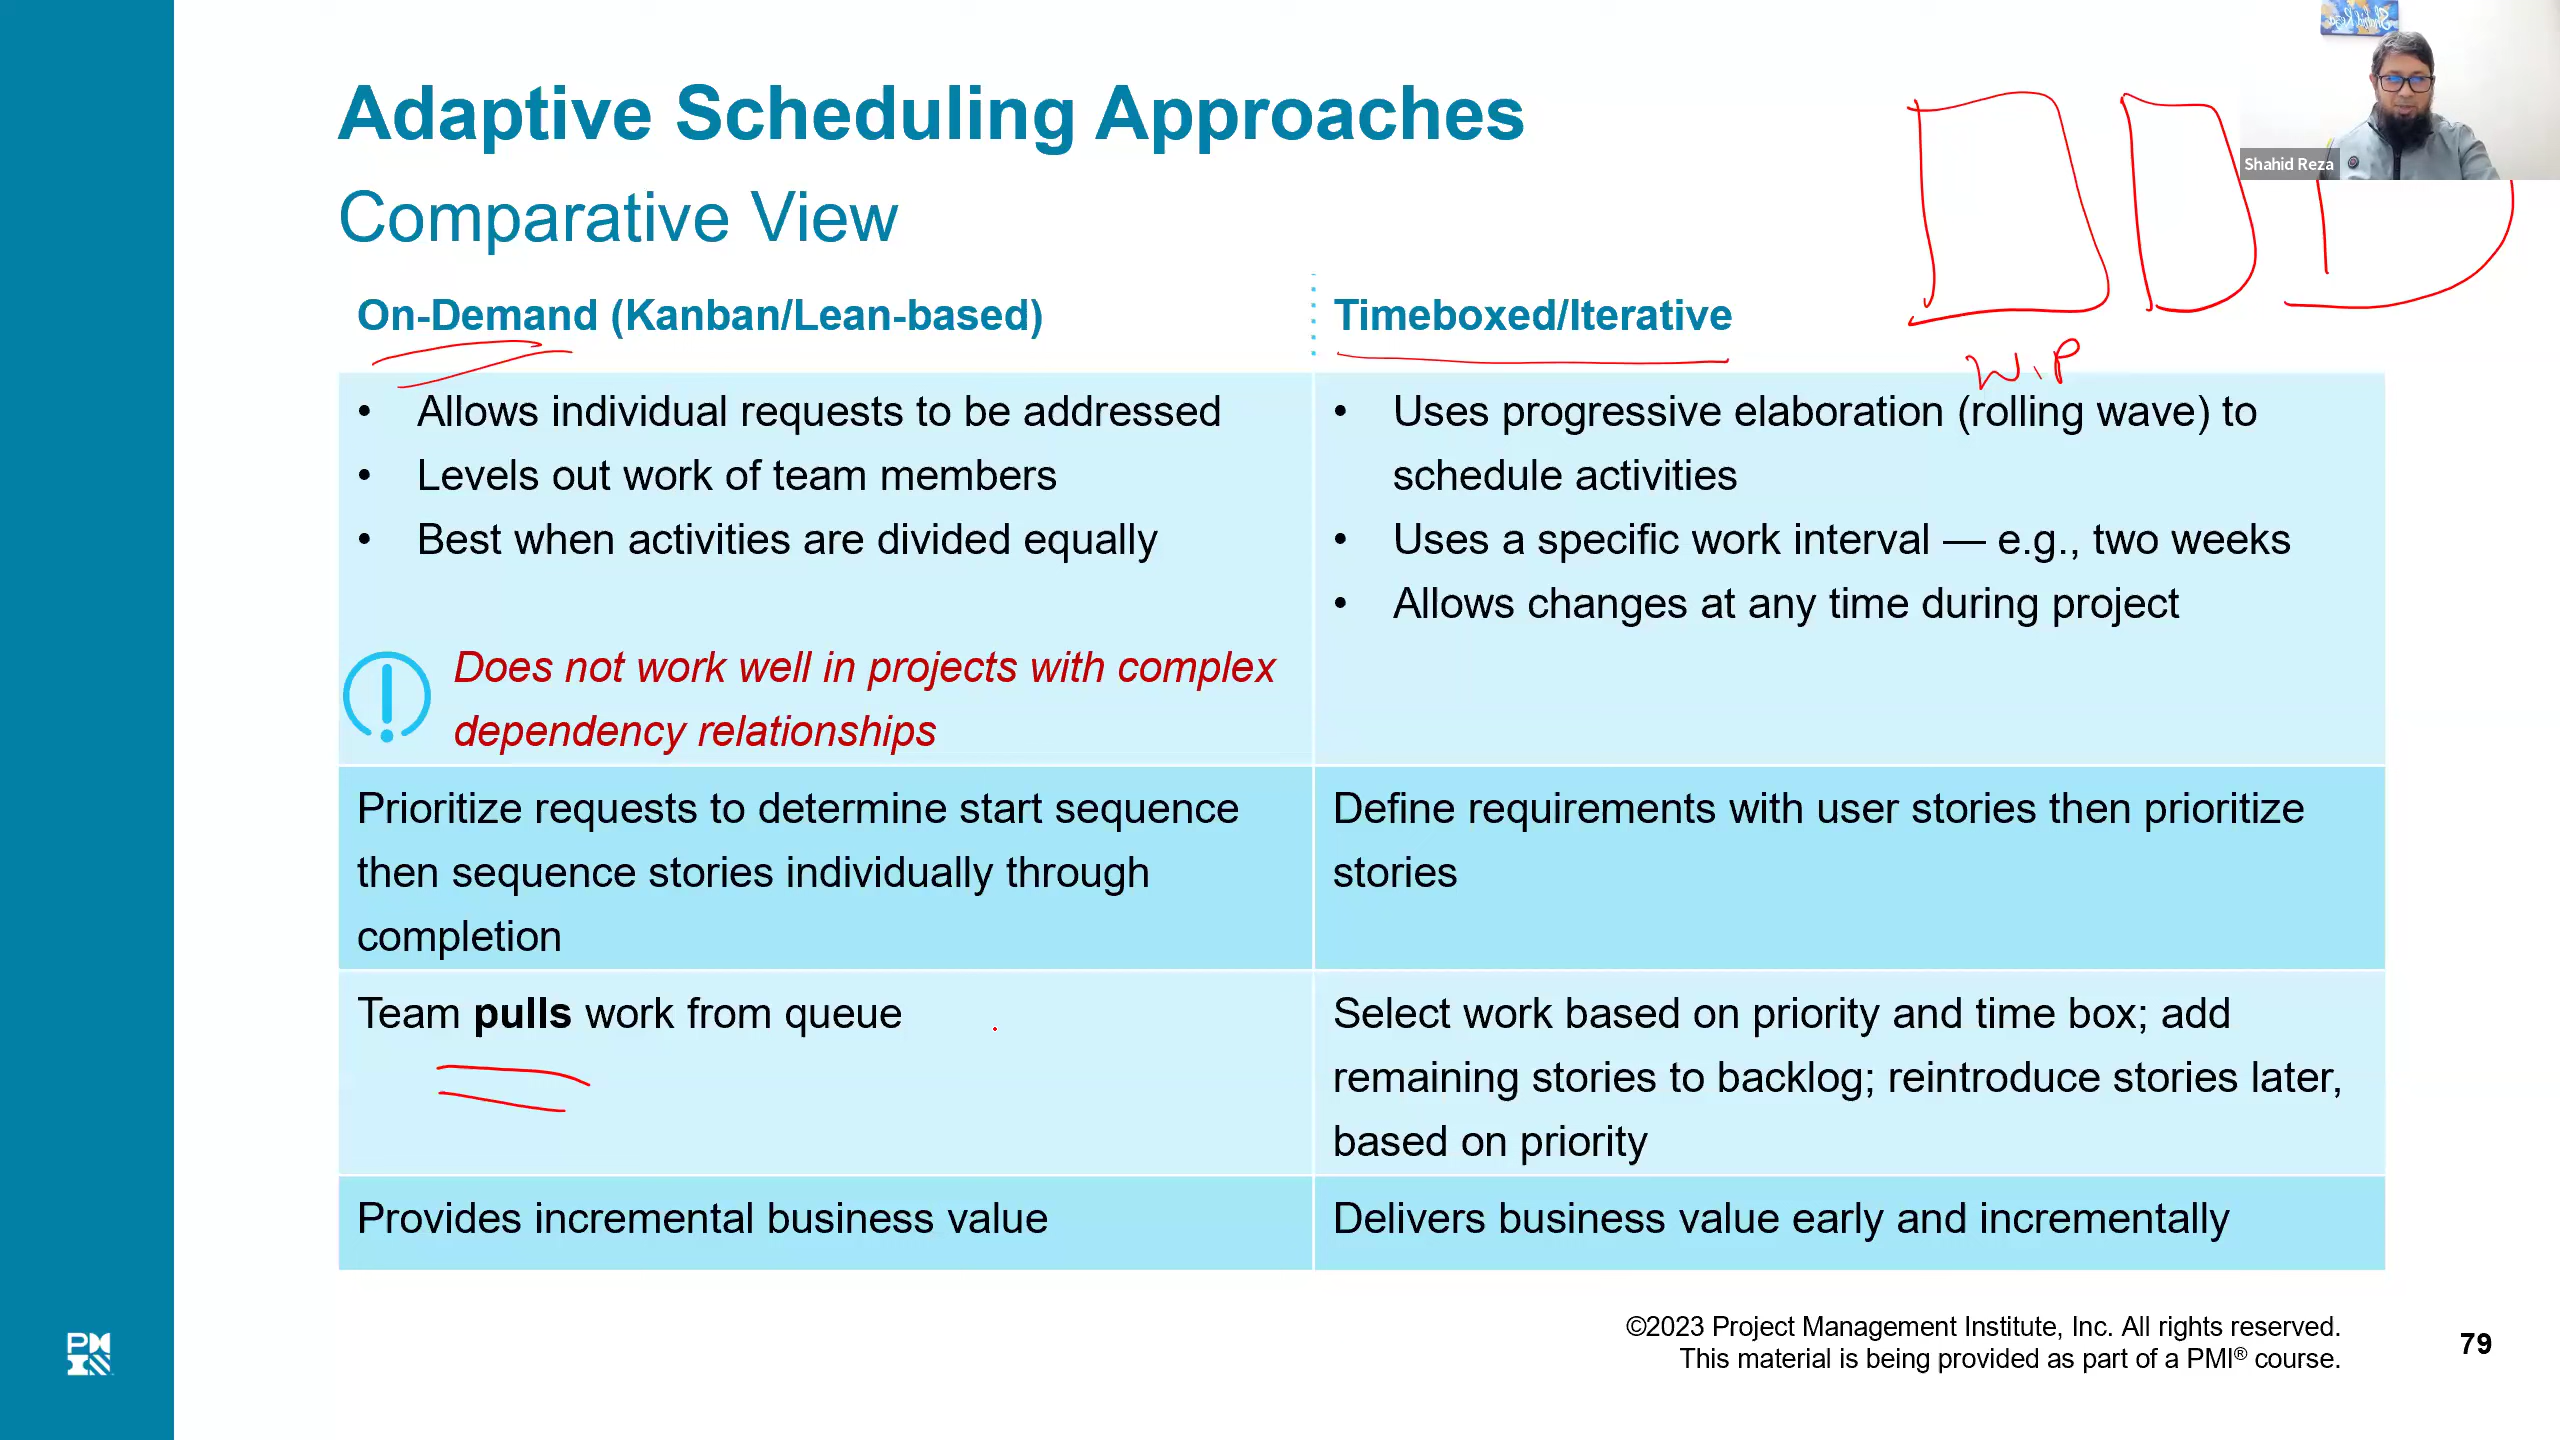 Adaptive Scheduling Approaches
Comparative View
Shahid Reza
On-Demand (Kanban/Lean-based)
• Allows individual requests to be addressed
• Levels out work of team members
• Best when activities are divided equally
Does not work well in projects with complex
dependency relationships
Prioritize requests to determine start sequence
then sequence stories individually through
completion
Team pulls work from queue
Provides incremental business value
Timeboxed/Iterative
W.P
• Uses progressive elaboration (rolling wave) to
schedule activities
• Uses a specific work interval — e.g., two weeks
• Allows changes at any time during project
Define requirements with user stories then prioritize
stories
Select work based on priority and time box; add
remaining stories to backlog; reintroduce stories later,
based on priority
Delivers business value early and incrementally
©2023 Project Management Institute, Inc. All rights reserved.
This material is being provided as part of a PMI® course.
79